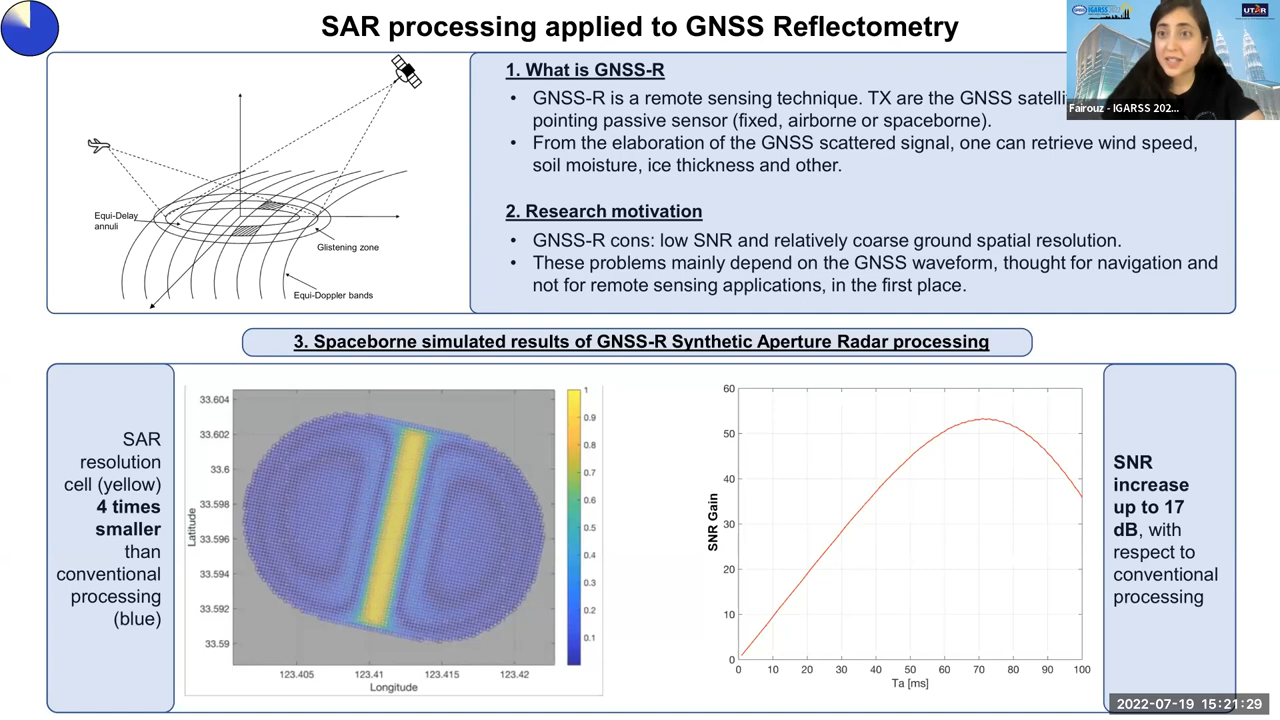 SAR processing applied to GNSS Reflectometry
IGARSS
UTAR
Fairouz - IGARSS 202...
Equi-Delay
annuli
Glistening zone
Equi-Doppler bands
1. What is GNSS-R
• GNSS-R is a remote sensing technique. TX are the GNSS
pointing passive sensor (fixed, airborne or spaceborne).
• From the elaboration of the GNSS scattered signal, one can retrieve wind speed,
soil moisture, ice thickness and other.
2. Research motivation
• GNSS-R cons: low SNR and relatively coarse ground spatial resolution.
• These problems mainly depend on the GNSS waveform, thought for navigation and
not for remote sensing applications, in the first place.
3. Spaceborne simulated results of GNSS-R Synthetic Aperture Radar processing
SAR
resolution
cell (yellow)
4 times
smaller
than
conventional
processing
(blue)
33.604
33.602
33.6
33.598
33.596
33.594
33.592
33.59
Latitude
123.405
123.41
123.415
123.42
Longitude
1
0.9
0.8
0.7
0.6
0.5
0.4
0.3
0.2
0.1
60
50
40
30
20
10
0
SNR Gain
0 10 20 30 40 50 60 70 80 90 100
Ta [ms]
SNR
increase
up to 17
dB, with
respect to
conventional
processing
2022-07-19 15:21:29